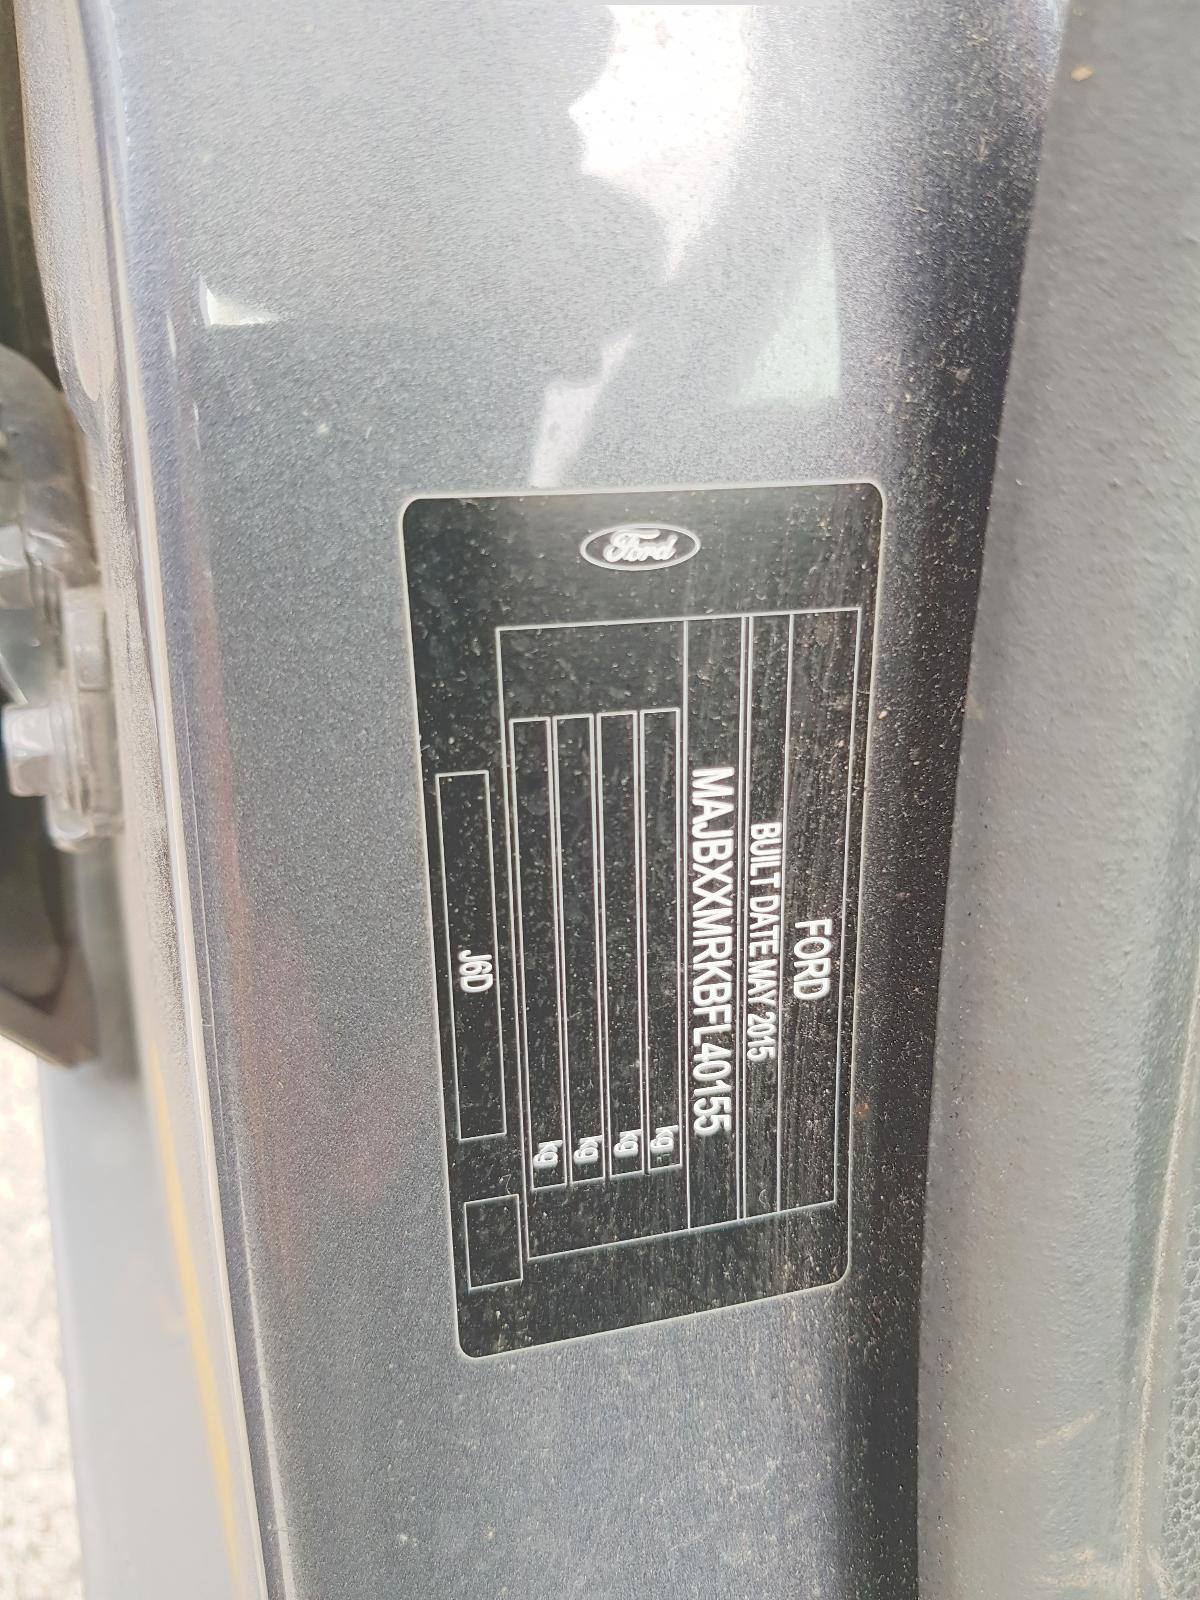 Ford
FORD
BUILT DATE MAY 2015
MAJBXXMRKBFL40155
kg
kg
kg
kg
J6D